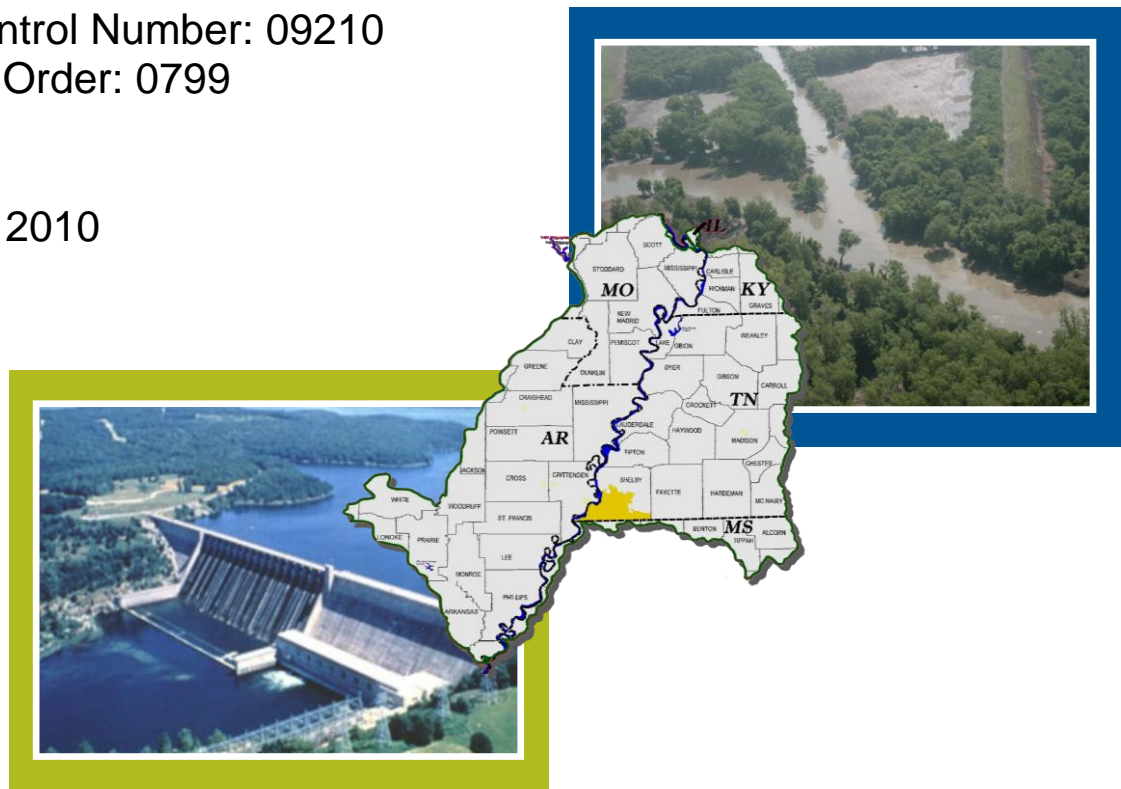 ntrol Number: 09210
Order: 0799
2010
IL
SCOTT
STODDARD
MISSISSIPPI
CARLISLE
MO
HICKMAN
KY
GRAVES
NEW
MADRID
FULTON
CLAY
PEMISCOT
LAKE
OBION
WEAKLEY
GREENE
DUNKLIN
DYER
GIBSON
CARROLL
CRAIGHEAD
MISSISSIPPI
CROCKETT
TN
LAUDERDALE
HAYWOOD
MADISON
POINSETT
AR
TIPTON
CHESTER
JACKSON
CROSS
CRITTENDEN
SHELBY
FAYETTE
HARDEMAN
MC NAIRY
WHITE
WOODRUFF
ST. FRANCIS
BENTON
MS
ALCORN
TIPPAH
LONOKE
PRAIRIE
LEE
MONROE
PHILLIPS
ARKANSAS